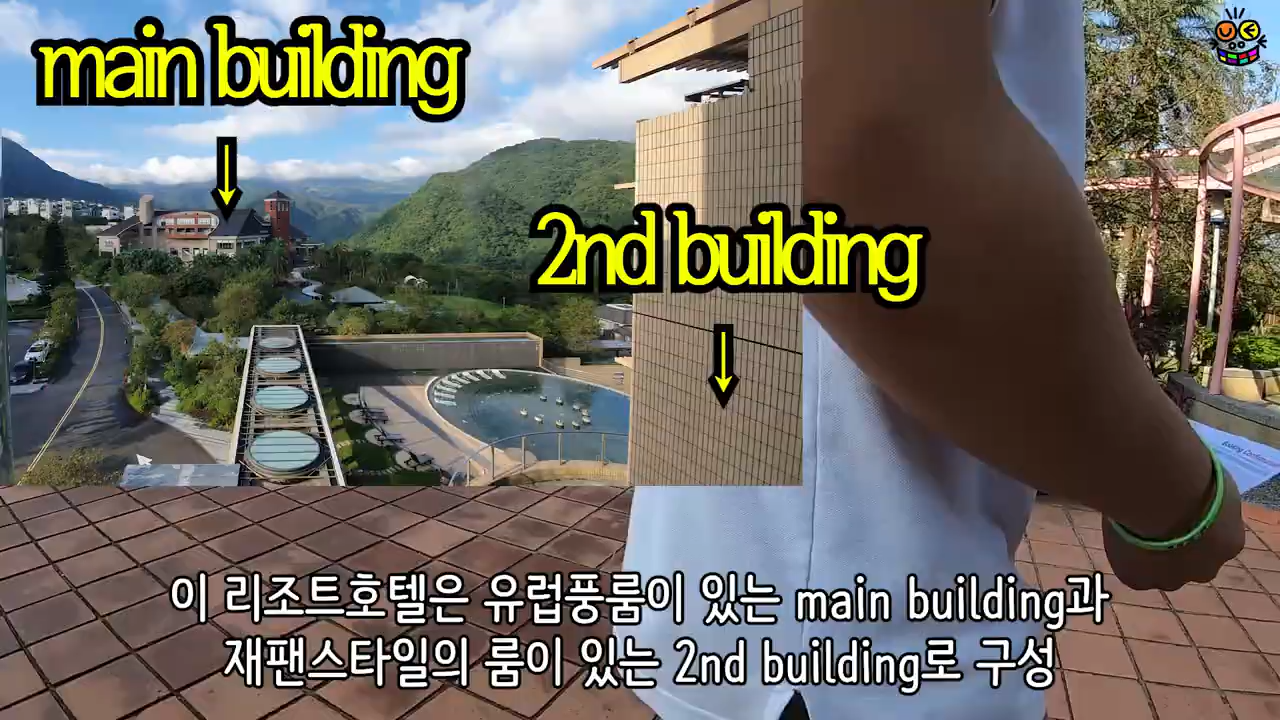 main building
2nd building
이 리조트호텔은 유럽풍룸이 있는 main building과
재팬스타일의 룸이 있는 2nd building로 구성